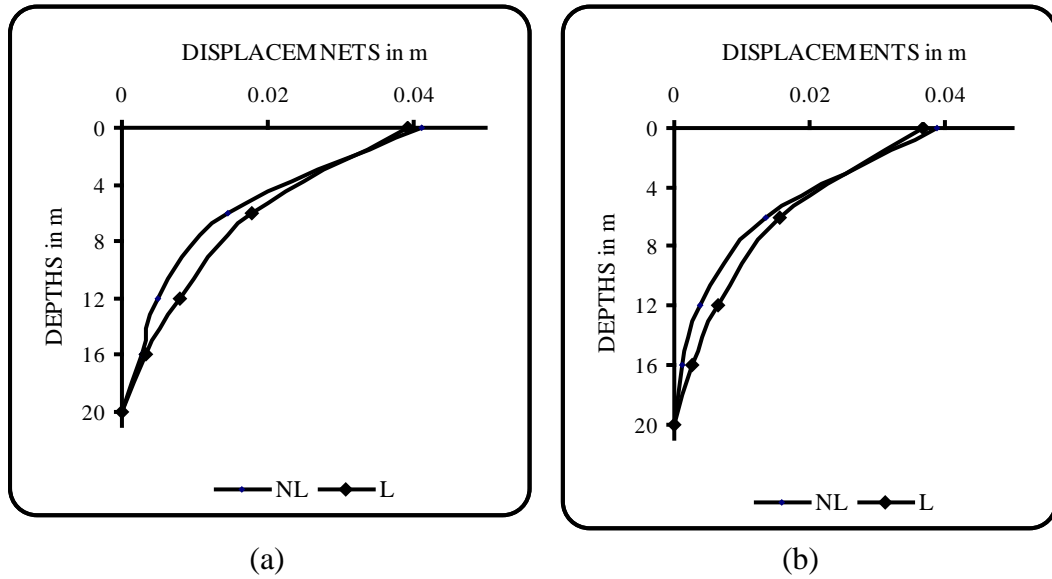 DISPLACEMNETS in m
0 0.02 0.04
0
4
8
12
16
20
DEPTHS in m
NL L
(a)
DISPLACEMENTS in m
0 0.02 0.04
0
4
8
12
16
20
DEPTHS in m
NL L
(b)